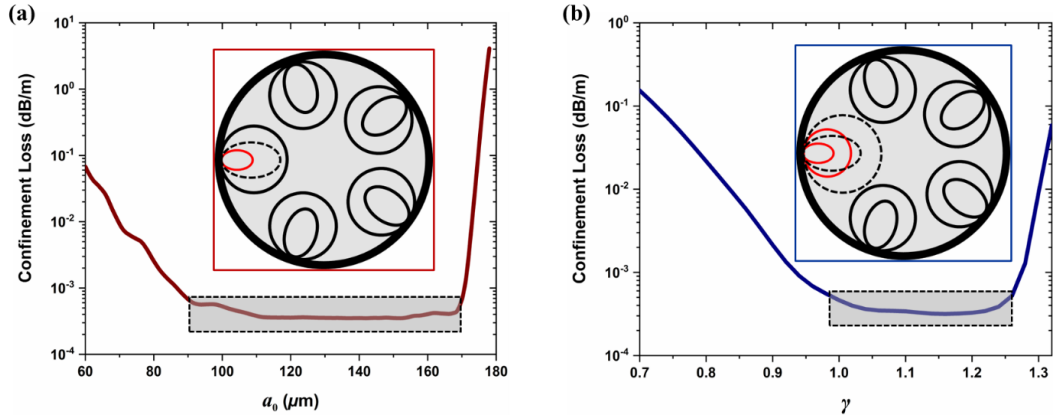 (a)
Confinement Loss (dB/m)
10¹
10⁰
10⁻¹
10⁻²
10⁻³
10⁻⁴
60 80 100 120 140 160 180
a₀ (μm)
(b)
Confinement Loss (dB/m)
10⁰
10⁻¹
10⁻²
10⁻³
10⁻⁴
10⁻⁵
0.7 0.8 0.9 1.0 1.1 1.2 1.3
γ